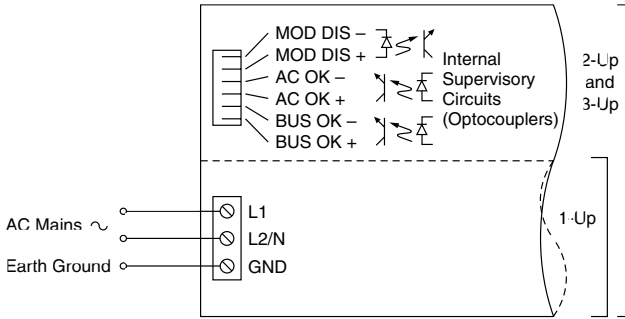 MOD DIS –
MOD DIS +
AC OK –
AC OK +
BUS OK –
BUS OK +
Internal
Supervisory
Circuits
(Optocouplers)
2-Up
and
3-Up
1-Up
AC Mains ~
Earth Ground
L1
L2/N
GND